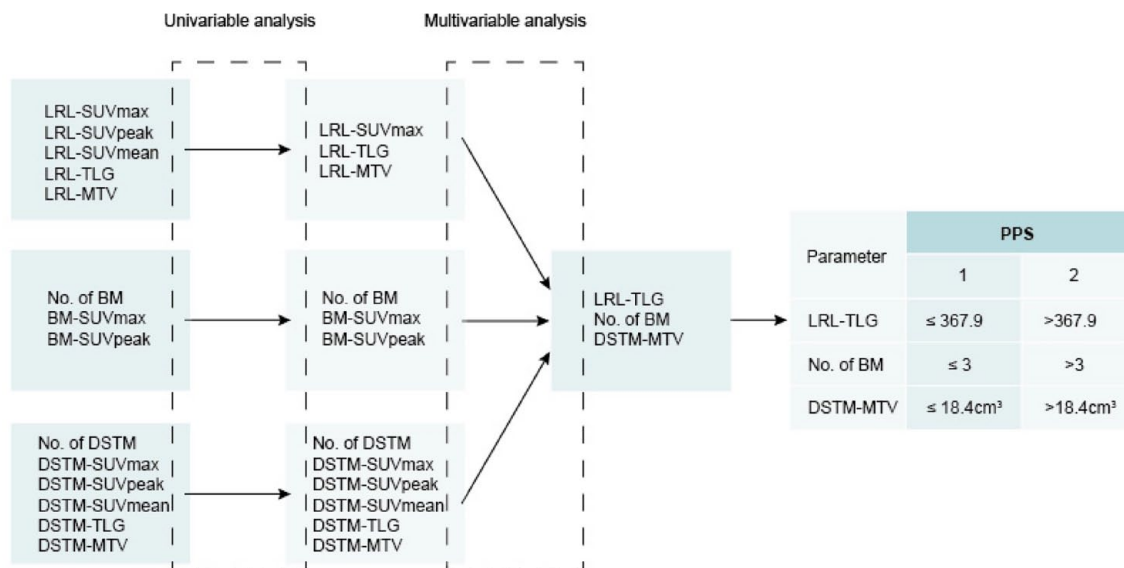 Univariable analysis
Multivariable analysis
LRL-SUVmax
LRL-SUVpeak
LRL-SUVmean
LRL-TLG
LRL-MTV
LRL-SUVmax
LRL-TLG
LRL-MTV
No. of BM
BM-SUVmax
BM-SUVpeak
No. of BM
BM-SUVmax
BM-SUVpeak
No. of DSTM
DSTM-SUVmax
DSTM-SUVpeak
DSTM-SUVmean
DSTM-TLG
DSTM-MTV
No. of DSTM
DSTM-SUVmax
DSTM-SUVpeak
DSTM-SUVmean
DSTM-TLG
DSTM-MTV
LRL-TLG
No. of BM
DSTM-MTV
Parameter PPS
1 2
LRL-TLG ≤ 367.9 >367.9
No. of BM ≤ 3 >3
DSTM-MTV ≤ 18.4cm³ >18.4cm³